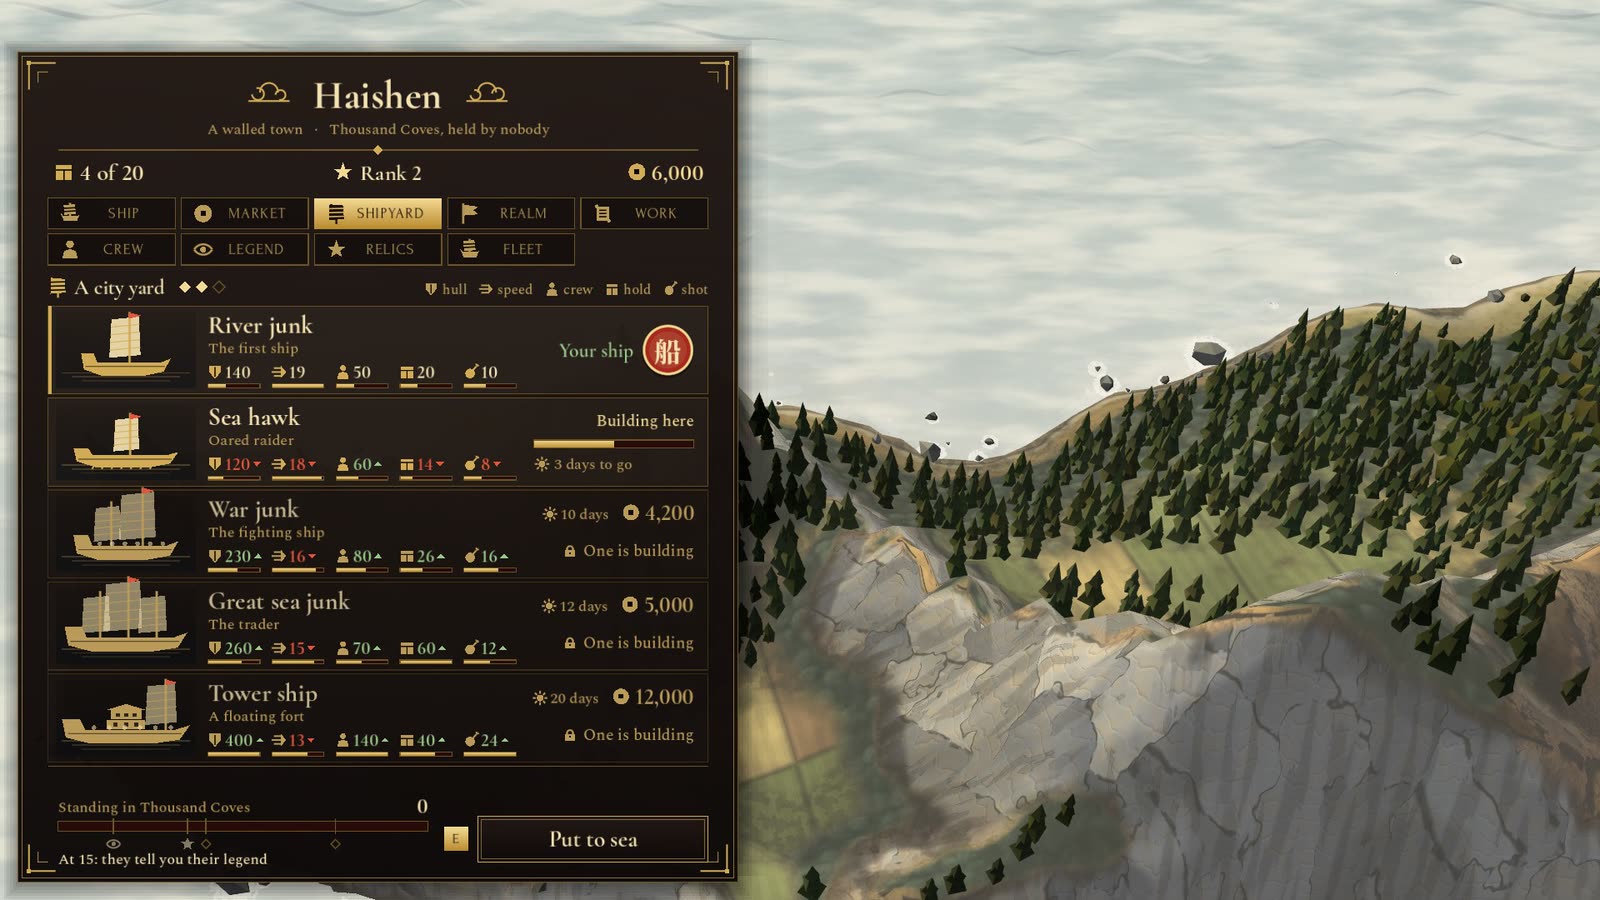 Haishen
A walled town · Thousand Coves, held by nobody
4 of 20 Rank 2 6,000
SHIP MARKET SHIPYARD REALM WORK
CREW LEGEND RELICS FLEET
A city yard hull speed crew hold shot
River junk
The first ship
140 19 50 20 10
Your ship 船
Sea hawk
Oared raider
120 18 60 14 8
Building here
3 days to go
War junk
The fighting ship
230 16 80 26 16
10 days 4,200
One is building
Great sea junk
The trader
260 15 70 60 12
12 days 5,000
One is building
Tower ship
A floating fort
400 13 140 40 24
20 days 12,000
One is building
Standing in Thousand Coves 0
At 15: they tell you their legend
E Put to sea